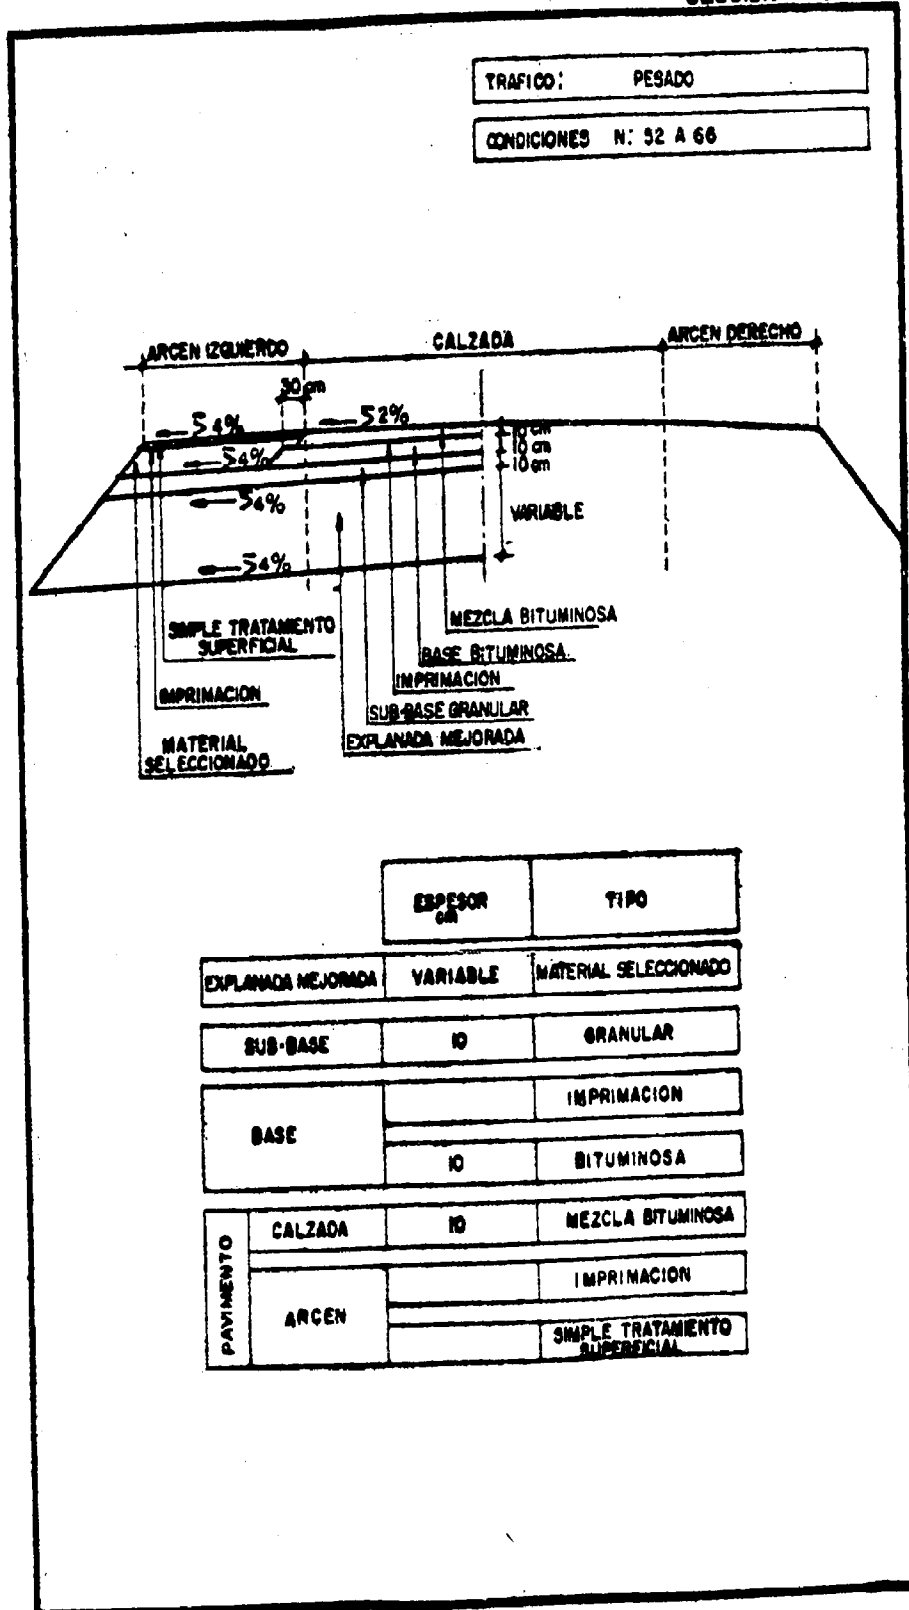 TRAFICO: PESADO
CONDICIONES N: 52 A 66
ARCEN IZQUIERDO
CALZADA
ARCEN DERECHO
30 cm
≥4%
≥2%
10 cm
10 cm
10 cm
≥4%
≥4%
VARIABLE
≥4%
MEZCLA BITUMINOSA
SIMPLE TRATAMIENTO
SUPERFICIAL
BASE BITUMINOSA
IMPRIMACION
IMPRIMACION
SUB-BASE GRANULAR
EXPLANADA MEJORADA
MATERIAL
SELECCIONADO
ESPESOR
cm
TIPO
EXPLANADA MEJORADA VARIABLE MATERIAL SELECCIONADO
SUB-BASE 10 GRANULAR
IMPRIMACION
BASE
10 BITUMINOSA
PAVIMENTO
CALZADA 10 MEZCLA BITUMINOSA
IMPRIMACION
ARCEN
SIMPLE TRATAMIENTO
SUPERFICIAL